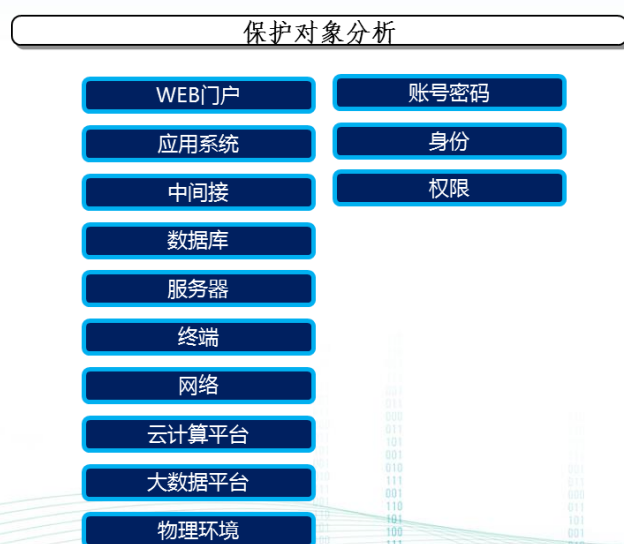 保护对象分析
WEB门户
应用系统
中间接
数据库
服务器
终端
网络
云计算平台
大数据平台
物理环境
账号密码
身份
权限